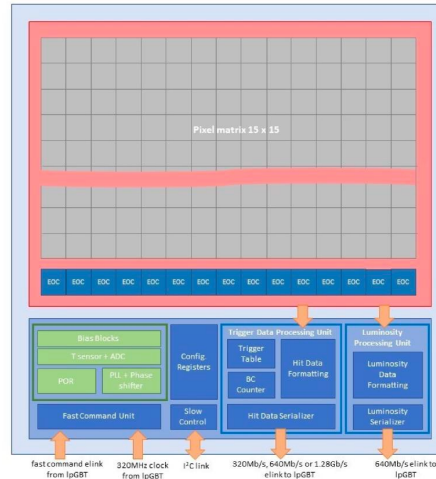 Pixel matrix 15 x 15
EOC EOC EOC EOC EOC EOC EOC EOC EOC EOC EOC EOC EOC EOC EOC
Bias Blocks
T sensor + ADC
POR
PLL + Phase
shifter
Fast Command Unit
Config.
Registers
Slow
Control
Trigger Data Processing Unit
Trigger
Table
BC
Counter
Hit Data
Formatting
Hit Data Serializer
Luminosity
Processing Unit
Luminosity
Data
Formatting
Luminosity
Serializer
fast command elink
from lpGBT
320MHz clock
from lpGBT
I²C link
320Mb/s, 640Mb/s or 1.28Gb/s
elink to lpGBT
640Mb/s elink to
lpGBT